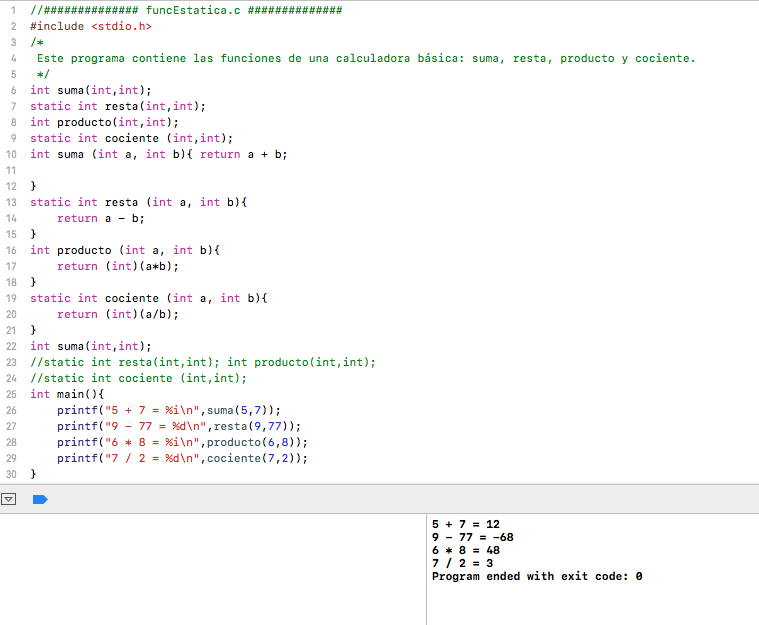 1 //############## funcEstatica.c ##############
2 #include <stdio.h>
3 /*
4  Este programa contiene las funciones de una calculadora básica: suma, resta, producto y cociente.
5  */
6 int suma(int,int);
7 static int resta(int,int);
8 int producto(int,int);
9 static int cociente (int,int);
10 int suma (int a, int b){ return a + b;
11
12 }
13 static int resta (int a, int b){
14     return a - b;
15 }
16 int producto (int a, int b){
17     return (int)(a*b);
18 }
19 static int cociente (int a, int b){
20     return (int)(a/b);
21 }
22 int suma(int,int);
23 //static int resta(int,int); int producto(int,int);
24 //static int cociente (int,int);
25 int main(){
26     printf("5 + 7 = %i\n",suma(5,7));
27     printf("9 - 77 = %d\n",resta(9,77));
28     printf("6 * 8 = %i\n",producto(6,8));
29     printf("7 / 2 = %d\n",cociente(7,2));
30 }
5 + 7 = 12
9 - 77 = -68
6 * 8 = 48
7 / 2 = 3
Program ended with exit code: 0